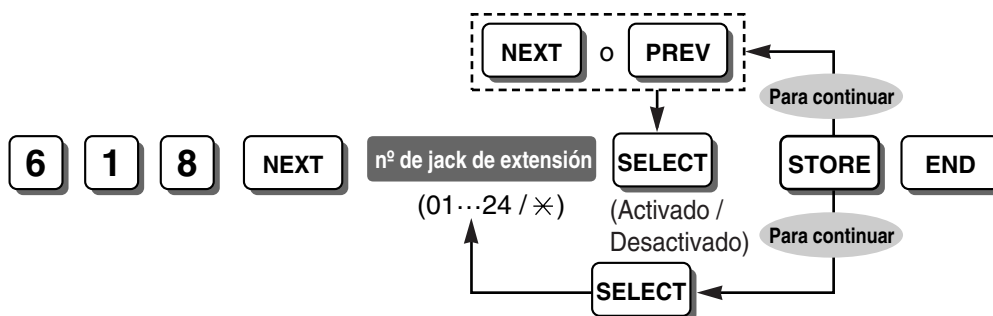 NEXT o PREV
Para continuar
6 1 8 NEXT nº de jack de extensión SELECT STORE END
(01···24 / ✳) (Activado /
Desactivado) Para continuar
SELECT